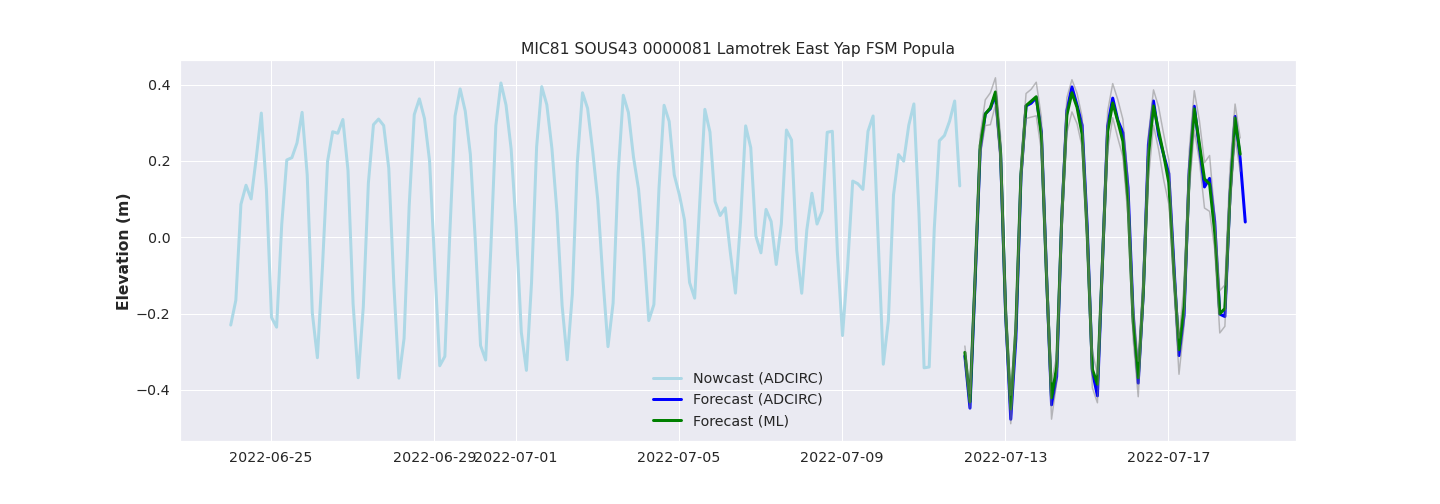 MIC81 SOUS43 0000081 Lamotrek East Yap FSM Popula
Elevation (m)
0.4
0.2
0.0
−0.2
−0.4
Nowcast (ADCIRC)
Forecast (ADCIRC)
Forecast (ML)
2022-06-25 2022-06-29 2022-07-01 2022-07-05 2022-07-09 2022-07-13 2022-07-17